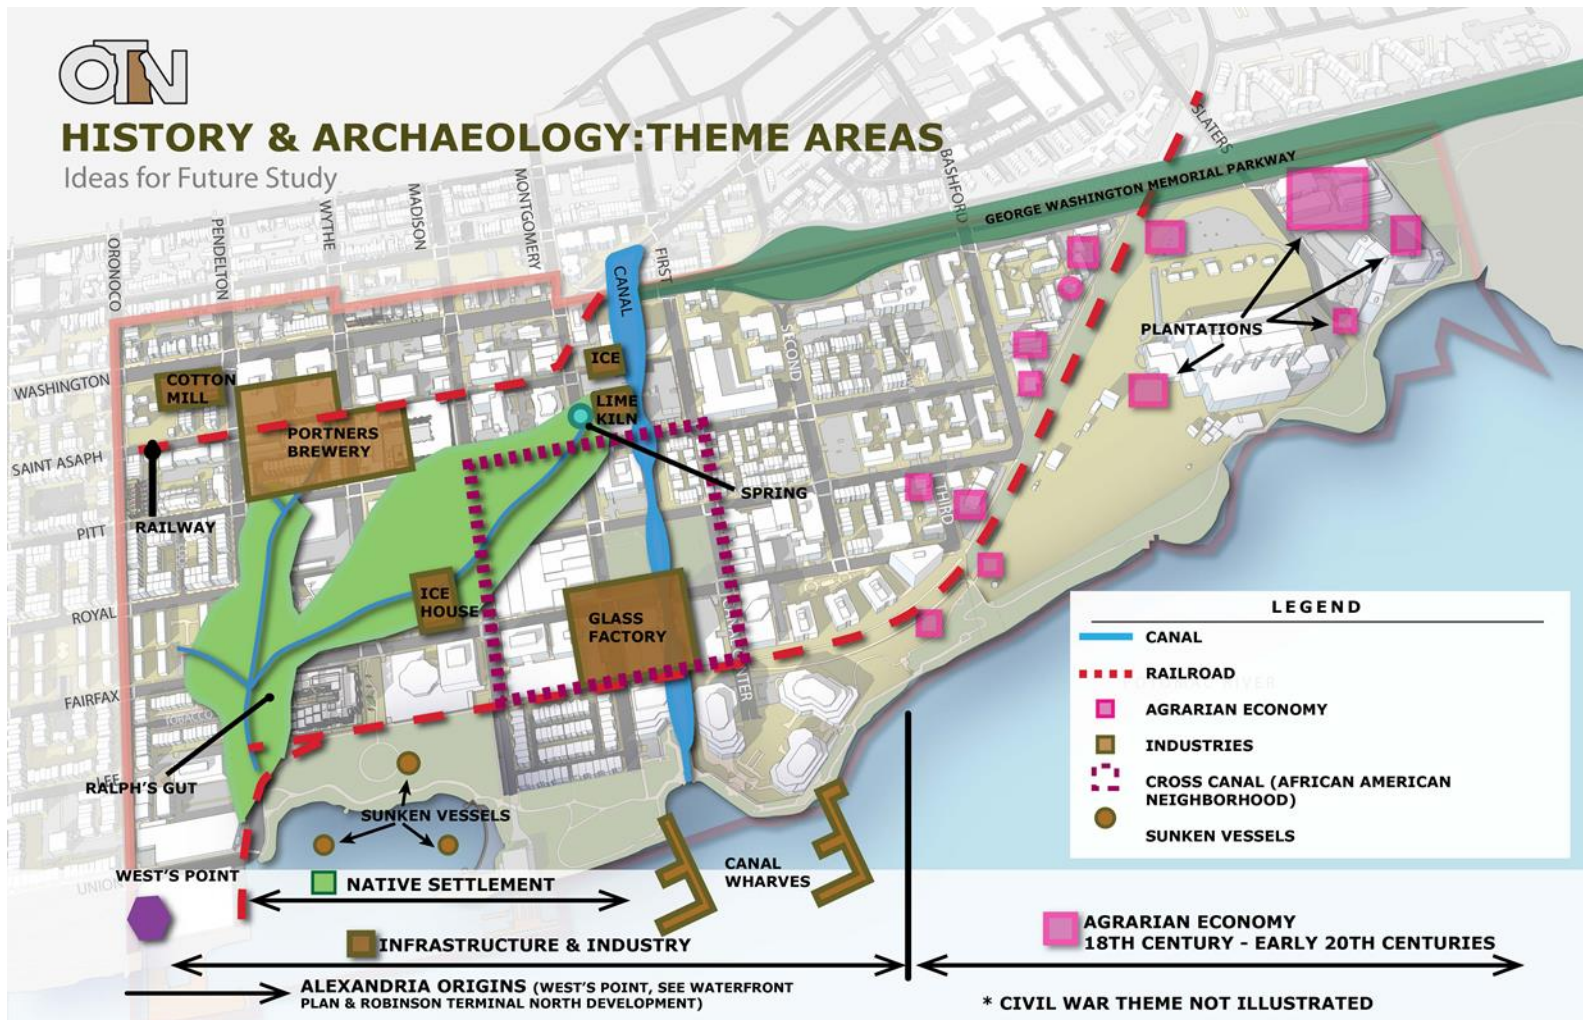 OTN
HISTORY & ARCHAEOLOGY:THEME AREAS
Ideas for Future Study
ORONOCO
PENDELTON
WYTHE
MADISON
MONTGOMERY
FIRST
SECOND
BASHFORD
THIRD
SLATERS
GEORGE WASHINGTON MEMORIAL PARKWAY
CANAL
WASHINGTON
SAINT ASAPH
PITT
ROYAL
FAIRFAX
LEE
UNION
COTTON
MILL
PORTNERS
BREWERY
RAILWAY
ICE
LIME
KILN
SPRING
PLANTATIONS
ICE
HOUSE
GLASS
FACTORY
CANAL CENTER
TOBACCO
RALPH'S GUT
SUNKEN VESSELS
WEST'S POINT
CANAL
WHARVES
LEGEND
CANAL
RAILROAD
RIVER
AGRARIAN ECONOMY
INDUSTRIES
CROSS CANAL (AFRICAN AMERICAN
NEIGHBORHOOD)
SUNKEN VESSELS
NATIVE SETTLEMENT
INFRASTRUCTURE & INDUSTRY
AGRARIAN ECONOMY
18TH CENTURY - EARLY 20TH CENTURIES
ALEXANDRIA ORIGINS (WEST'S POINT, SEE WATERFRONT
PLAN & ROBINSON TERMINAL NORTH DEVELOPMENT)
* CIVIL WAR THEME NOT ILLUSTRATED